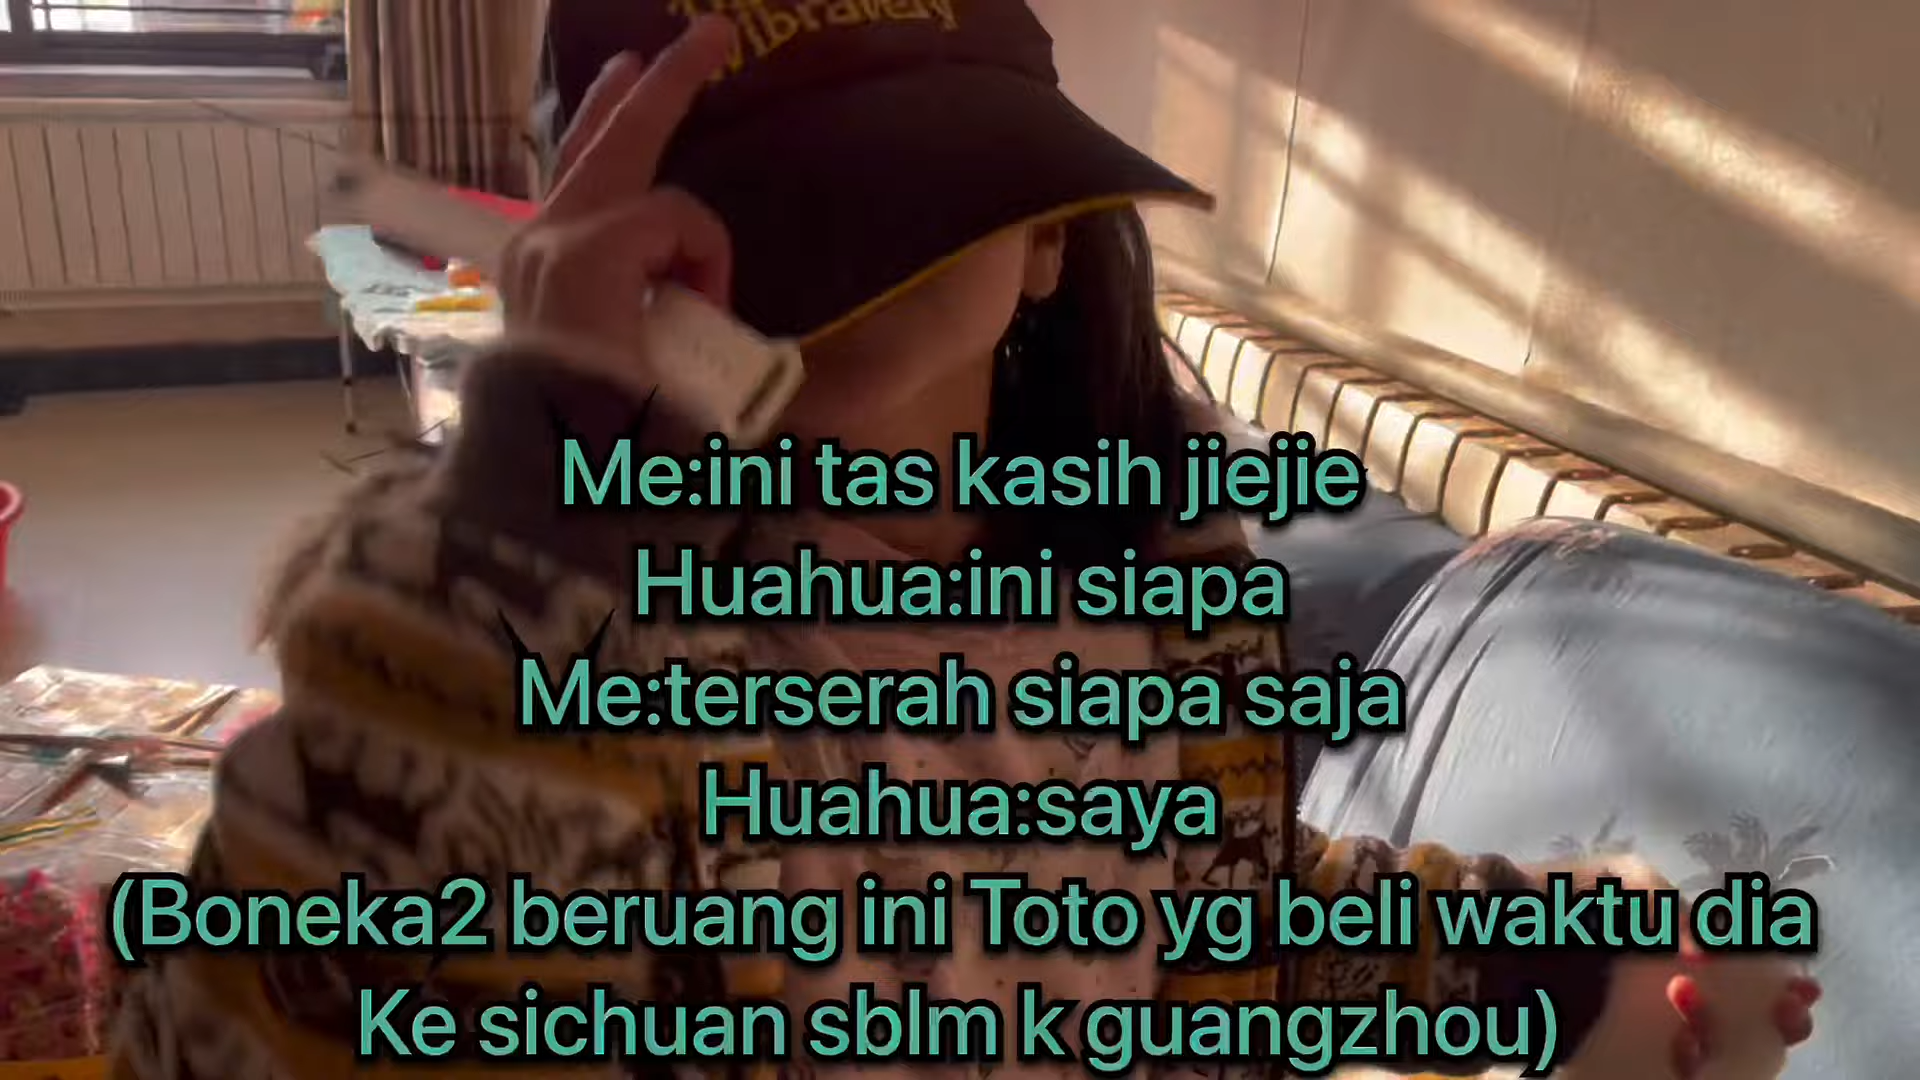 Wibravely
Me:ini tas kasih jiejie
Huahua:ini siapa
Me:terserah siapa saja
Huahua:saya
(Boneka2 beruang ini Toto yg beli waktu dia
Ke sichuan sblm k guangzhou)